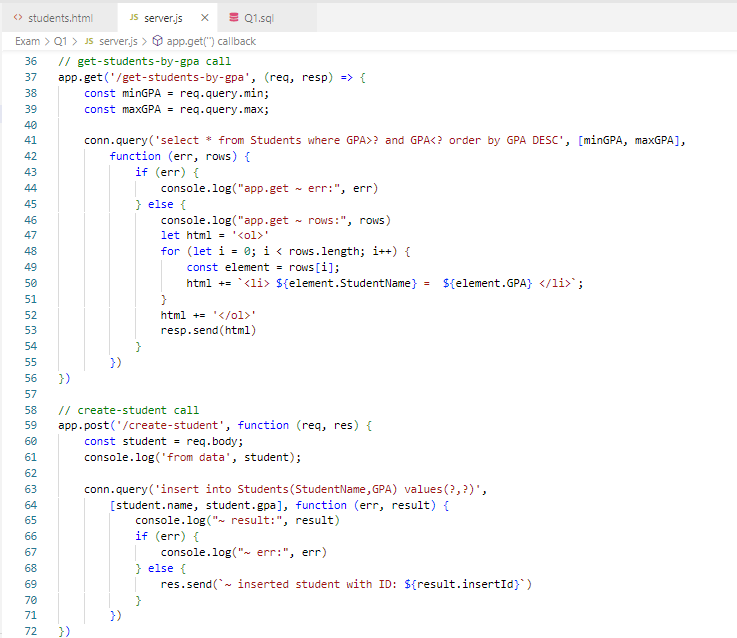 students.html JS server.js × Q1.sql
Exam > Q1 > JS server.js > app.get('') callback
36 // get-students-by-gpa call
37 app.get('/get-students-by-gpa', (req, resp) => {
38 const minGPA = req.query.min;
39 const maxGPA = req.query.max;
40
41 conn.query('select * from Students where GPA>? and GPA<? order by GPA DESC', [minGPA, maxGPA],
42 function (err, rows) {
43 if (err) {
44 console.log("app.get ~ err:", err)
45 } else {
46 console.log("app.get ~ rows:", rows)
47 let html = '<ol>'
48 for (let i = 0; i < rows.length; i++) {
49 const element = rows[i];
50 html += `<li> ${element.StudentName} =  ${element.GPA} </li>`;
51 }
52 html += '</ol>'
53 resp.send(html)
54 }
55 })
56 })
57
58 // create-student call
59 app.post('/create-student', function (req, res) {
60 const student = req.body;
61 console.log('from data', student);
62
63 conn.query('insert into Students(StudentName,GPA) values(?,?)',
64 [student.name, student.gpa], function (err, result) {
65 console.log("~ result:", result)
66 if (err) {
67 console.log("~ err:", err)
68 } else {
69 res.send(`~ inserted student with ID: ${result.insertId}`)
70 }
71 })
72 })